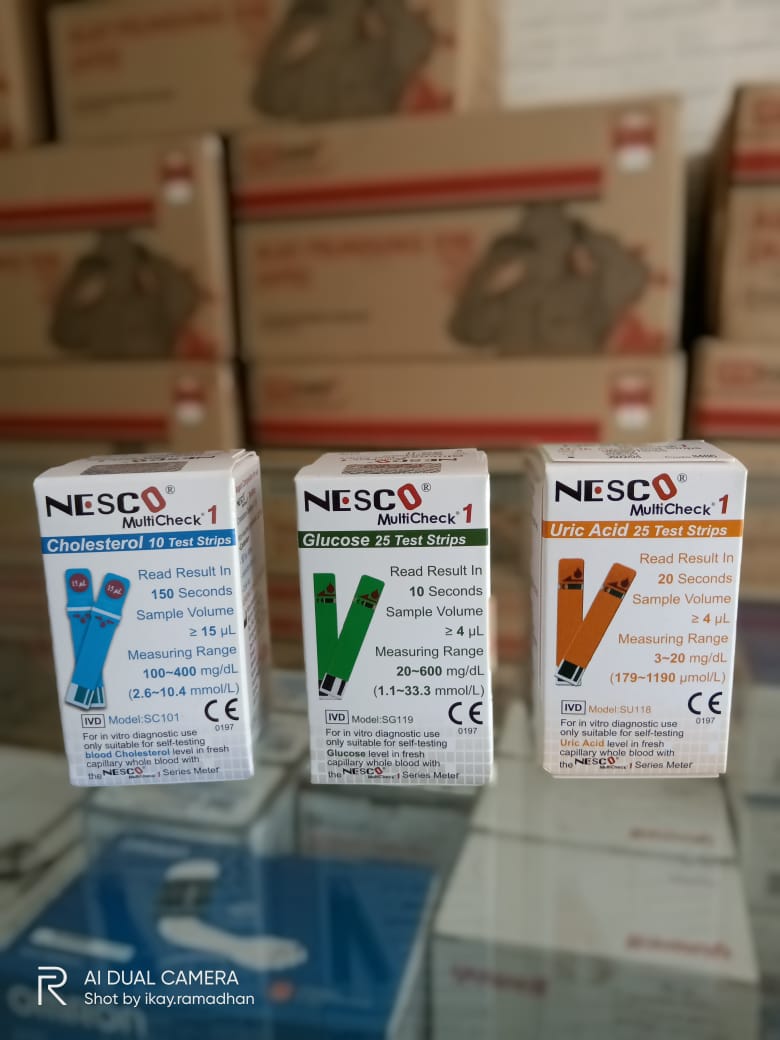 NESCO®
MultiCheck® 1
Cholesterol 10 Test Strips
Read Result In
150 Seconds
Sample Volume
≥ 15 µL
Measuring Range
100~400 mg/dL
(2.6~10.4 mmol/L)
CE
0197
IVD Model:SC101
For in vitro diagnostic use
only suitable for self-testing
blood Cholesterol level in fresh
capillary whole blood with
the NESCO® MultiCheck® 1 Series Meter
NESCO®
MultiCheck® 1
Glucose 25 Test Strips
Read Result In
10 Seconds
Sample Volume
≥ 4 µL
Measuring Range
20~600 mg/dL
(1.1~33.3 mmol/L)
CE
0197
IVD Model:SG119
For in vitro diagnostic use
only suitable for self-testing
Glucose level in fresh
capillary whole blood with
the NESCO® MultiCheck® 1 Series Meter
NESCO®
MultiCheck® 1
Uric Acid 25 Test Strips
Read Result In
20 Seconds
Sample Volume
≥ 4 µL
Measuring Range
3~20 mg/dL
(179~1190 µmol/L)
CE
0197
IVD Model:SU118
For in vitro diagnostic use
only suitable for self-testing
Uric Acid level in fresh
capillary whole blood with
the NESCO® MultiCheck® 1 Series Meter
AI DUAL CAMERA
Shot by ikay.ramadhan